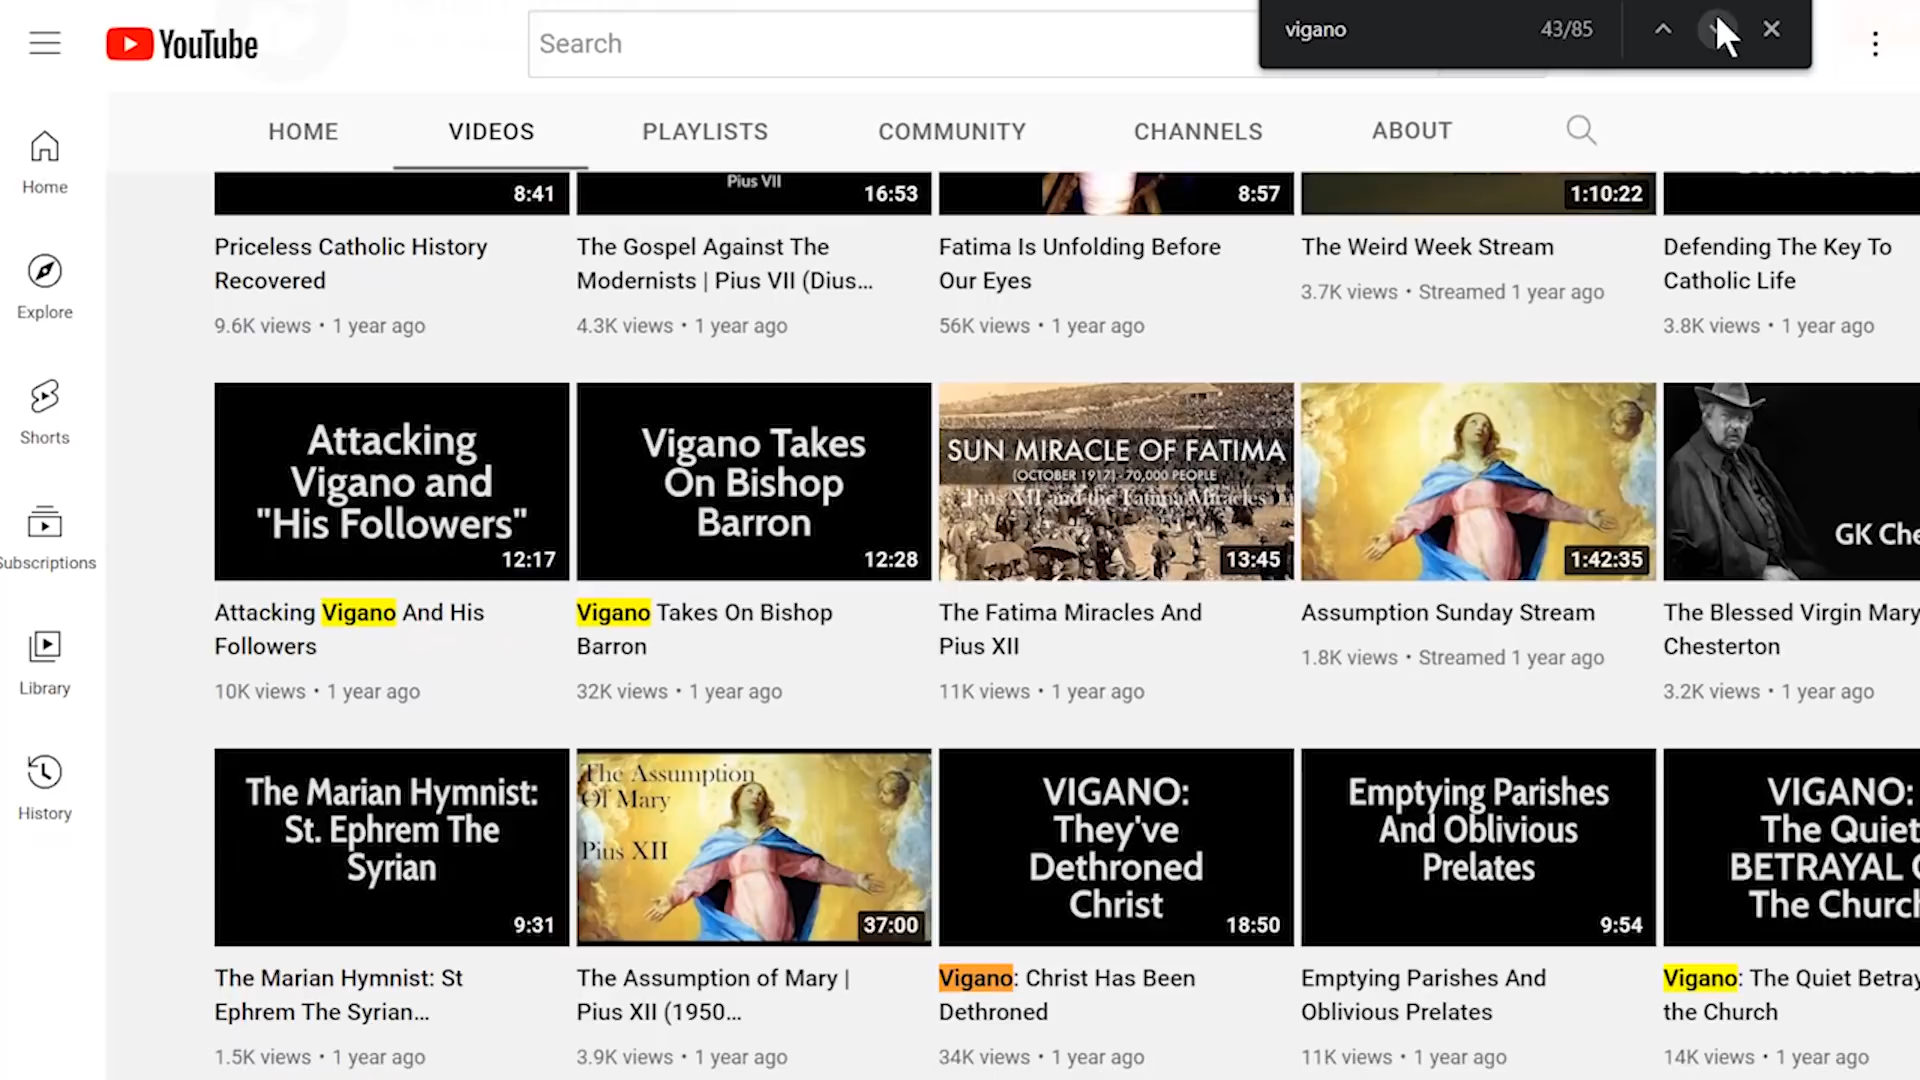 YouTube
Search
vigano 43/85
HOME VIDEOS PLAYLISTS COMMUNITY CHANNELS ABOUT
Home
Explore
Shorts
ubscriptions
Library
History
8:41
Pius VII
16:53
8:57
1:10:22
Priceless Catholic History
Recovered
9.6K views • 1 year ago
The Gospel Against The
Modernists | Pius VII (Dius...
4.3K views • 1 year ago
Fatima Is Unfolding Before
Our Eyes
56K views • 1 year ago
The Weird Week Stream
3.7K views • Streamed 1 year ago
Defending The Key To
Catholic Life
3.8K views • 1 year ago
Attacking
Vigano and
"His Followers"
12:17
Vigano Takes
On Bishop
Barron
12:28
SUN MIRACLE OF FATIMA
(OCTOBER 1917) - 70,000 PEOPLE
Pius XII and the Fatima Miracles
13:45
1:42:35
GK Che
Attacking Vigano And His
Followers
10K views • 1 year ago
Vigano Takes On Bishop
Barron
32K views • 1 year ago
The Fatima Miracles And
Pius XII
11K views • 1 year ago
Assumption Sunday Stream
1.8K views • Streamed 1 year ago
The Blessed Virgin Mary
Chesterton
3.2K views • 1 year ago
The Marian Hymnist:
St. Ephrem The
Syrian
9:31
The Assumption
Of Mary
Pius XII
37:00
VIGANO:
They've
Dethroned
Christ
18:50
Emptying Parishes
And Oblivious
Prelates
9:54
VIGANO:
The Quiet
BETRAYAL
The Church
The Marian Hymnist: St
Ephrem The Syrian...
1.5K views • 1 year ago
The Assumption of Mary |
Pius XII (1950...
3.9K views • 1 year ago
Vigano: Christ Has Been
Dethroned
34K views • 1 year ago
Emptying Parishes And
Oblivious Prelates
11K views • 1 year ago
Vigano: The Quiet Betray
the Church
14K views • 1 year ago